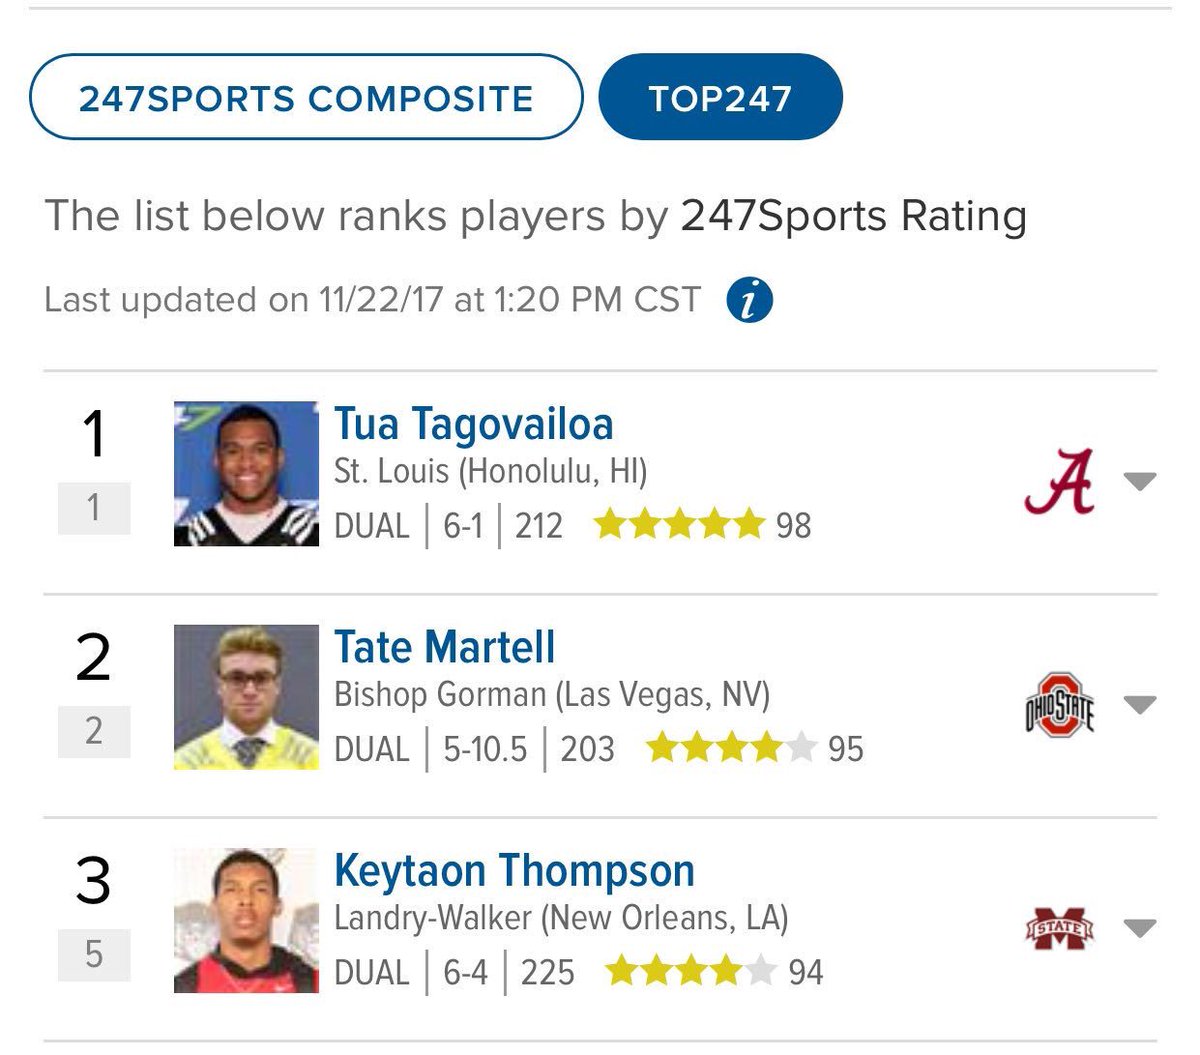 247SPORTS COMPOSITE TOP247
The list below ranks players by 247Sports Rating
Last updated on 11/22/17 at 1:20 PM CST i
1 Tua Tagovailoa
St. Louis (Honolulu, HI)
1 DUAL | 6-1 | 212 98
A
2 Tate Martell
Bishop Gorman (Las Vegas, NV)
2 DUAL | 5-10.5 | 203 95
OHIO STATE
3 Keytaon Thompson
Landry-Walker (New Orleans, LA)
5 DUAL | 6-4 | 225 94
M STATE